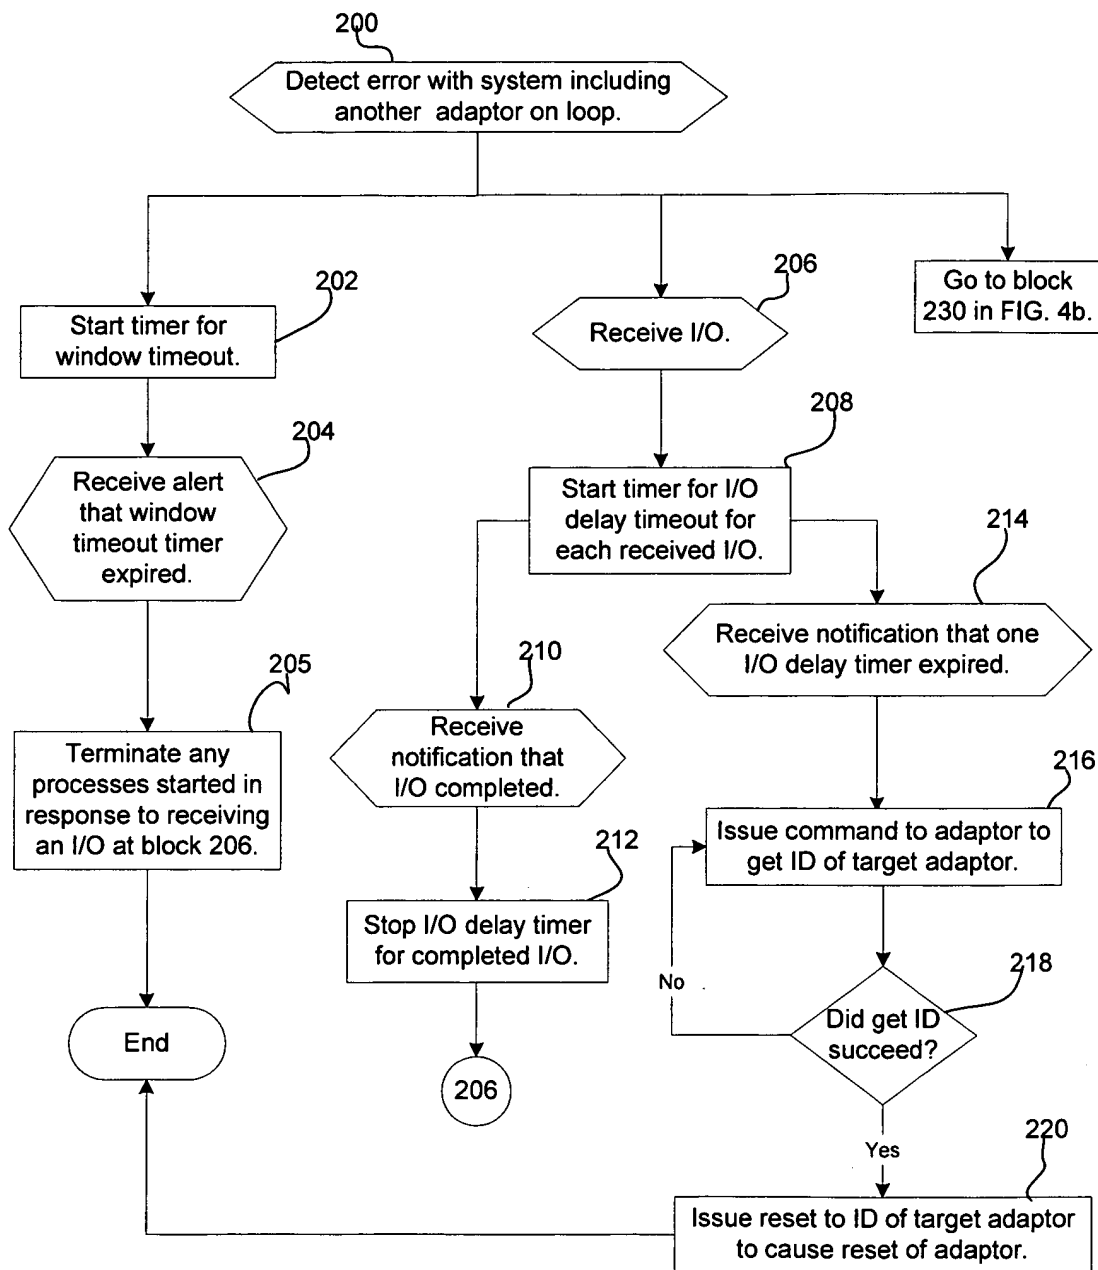 200
Detect error with system including
another adaptor on loop.
202
Start timer for
window timeout.
206
Receive I/O.
Go to block
230 in FIG. 4b.
204
Receive alert
that window
timeout timer
expired.
208
Start timer for I/O
delay timeout for
each received I/O.
214
Receive notification that one
I/O delay timer expired.
205
Terminate any
processes started in
response to receiving
an I/O at block 206.
210
Receive
notification that
I/O completed.
216
Issue command to adaptor to
get ID of target adaptor.
212
Stop I/O delay timer
for completed I/O.
218
Did get ID
succeed?
No
End
206
Yes
220
Issue reset to ID of target adaptor
to cause reset of adaptor.